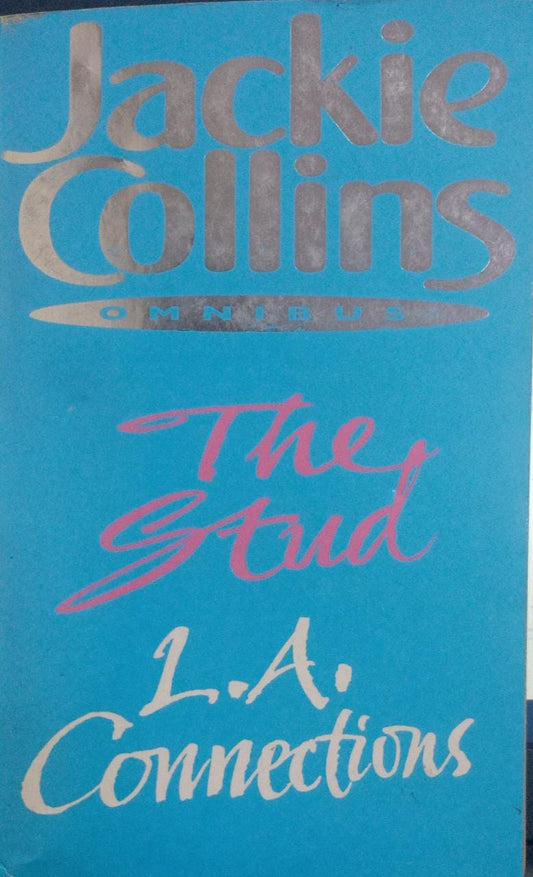 Jackie
Collins
OMNIBUS
The
Stud
L.A.
Connections